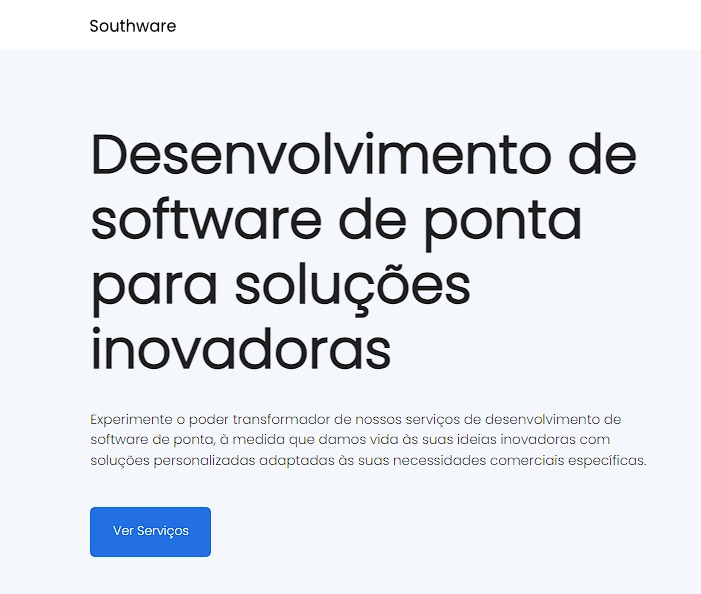 Southware
Desenvolvimento de
software de ponta
para soluções
inovadoras
Experimente o poder transformador de nossos serviços de desenvolvimento de
software de ponta, à medida que damos vida às suas ideias inovadoras com
soluções personalizadas adaptadas às suas necessidades comerciais específicas.
Ver Serviços